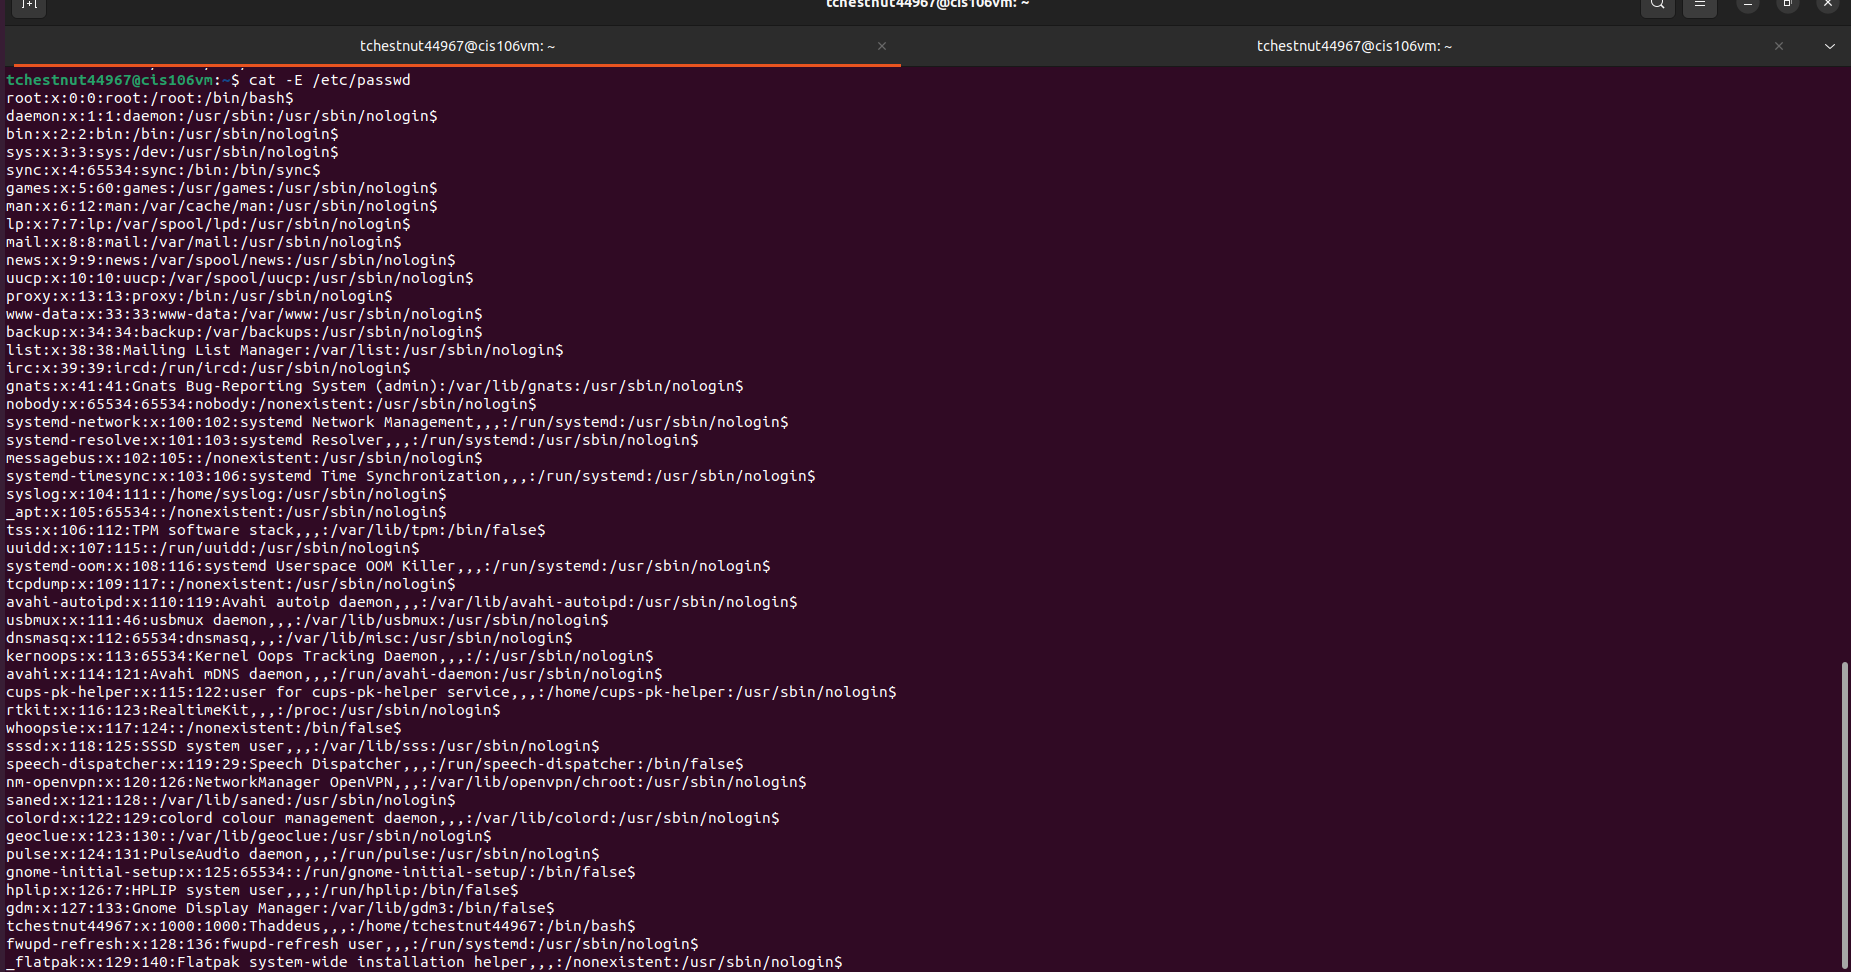 tchestnut44967@cis106vm: ~
tchestnut44967@cis106vm: ~
tchestnut44967@cis106vm: ~
tchestnut44967@cis106vm:~$ cat -E /etc/passwd
root:x:0:0:root:/root:/bin/bash$
daemon:x:1:1:daemon:/usr/sbin:/usr/sbin/nologin$
bin:x:2:2:bin:/bin:/usr/sbin/nologin$
sys:x:3:3:sys:/dev:/usr/sbin/nologin$
sync:x:4:65534:sync:/bin:/bin/sync$
games:x:5:60:games:/usr/games:/usr/sbin/nologin$
man:x:6:12:man:/var/cache/man:/usr/sbin/nologin$
lp:x:7:7:lp:/var/spool/lpd:/usr/sbin/nologin$
mail:x:8:8:mail:/var/mail:/usr/sbin/nologin$
news:x:9:9:news:/var/spool/news:/usr/sbin/nologin$
uucp:x:10:10:uucp:/var/spool/uucp:/usr/sbin/nologin$
proxy:x:13:13:proxy:/bin:/usr/sbin/nologin$
www-data:x:33:33:www-data:/var/www:/usr/sbin/nologin$
backup:x:34:34:backup:/var/backups:/usr/sbin/nologin$
list:x:38:38:Mailing List Manager:/var/list:/usr/sbin/nologin$
irc:x:39:39:ircd:/run/ircd:/usr/sbin/nologin$
gnats:x:41:41:Gnats Bug-Reporting System (admin):/var/lib/gnats:/usr/sbin/nologin$
nobody:x:65534:65534:nobody:/nonexistent:/usr/sbin/nologin$
systemd-network:x:100:102:systemd Network Management,,,:/run/systemd:/usr/sbin/nologin$
systemd-resolve:x:101:103:systemd Resolver,,,:/run/systemd:/usr/sbin/nologin$
messagebus:x:102:105::/nonexistent:/usr/sbin/nologin$
systemd-timesync:x:103:106:systemd Time Synchronization,,,:/run/systemd:/usr/sbin/nologin$
syslog:x:104:111::/home/syslog:/usr/sbin/nologin$
_apt:x:105:65534::/nonexistent:/usr/sbin/nologin$
tss:x:106:112:TPM software stack,,,:/var/lib/tpm:/bin/false$
uuidd:x:107:115::/run/uuidd:/usr/sbin/nologin$
systemd-oom:x:108:116:systemd Userspace OOM Killer,,,:/run/systemd:/usr/sbin/nologin$
tcpdump:x:109:117::/nonexistent:/usr/sbin/nologin$
avahi-autoipd:x:110:119:Avahi autoip daemon,,,:/var/lib/avahi-autoipd:/usr/sbin/nologin$
usbmux:x:111:46:usbmux daemon,,,:/var/lib/usbmux:/usr/sbin/nologin$
dnsmasq:x:112:65534:dnsmasq,,,:/var/lib/misc:/usr/sbin/nologin$
kernoops:x:113:65534:Kernel Oops Tracking Daemon,,,:/:/usr/sbin/nologin$
avahi:x:114:121:Avahi mDNS daemon,,,:/run/avahi-daemon:/usr/sbin/nologin$
cups-pk-helper:x:115:122:user for cups-pk-helper service,,,:/home/cups-pk-helper:/usr/sbin/nologin$
rtkit:x:116:123:RealtimeKit,,,:/proc:/usr/sbin/nologin$
whoopsie:x:117:124::/nonexistent:/bin/false$
sssd:x:118:125:SSSD system user,,,:/var/lib/sss:/usr/sbin/nologin$
speech-dispatcher:x:119:29:Speech Dispatcher,,,:/run/speech-dispatcher:/bin/false$
nm-openvpn:x:120:126:NetworkManager OpenVPN,,,:/var/lib/openvpn/chroot:/usr/sbin/nologin$
saned:x:121:128::/var/lib/saned:/usr/sbin/nologin$
colord:x:122:129:colord colour management daemon,,,:/var/lib/colord:/usr/sbin/nologin$
geoclue:x:123:130::/var/lib/geoclue:/usr/sbin/nologin$
pulse:x:124:131:PulseAudio daemon,,,:/run/pulse:/usr/sbin/nologin$
gnome-initial-setup:x:125:65534::/run/gnome-initial-setup/:/bin/false$
hplip:x:126:7:HPLIP system user,,,:/run/hplip:/bin/false$
gdm:x:127:133:Gnome Display Manager:/var/lib/gdm3:/bin/false$
tchestnut44967:x:1000:1000:Thaddeus,,,:/home/tchestnut44967:/bin/bash$
fwupd-refresh:x:128:136:fwupd-refresh user,,,:/run/systemd:/usr/sbin/nologin$
_flatpak:x:129:140:Flatpak system-wide installation helper,,,:/nonexistent:/usr/sbin/nologin$